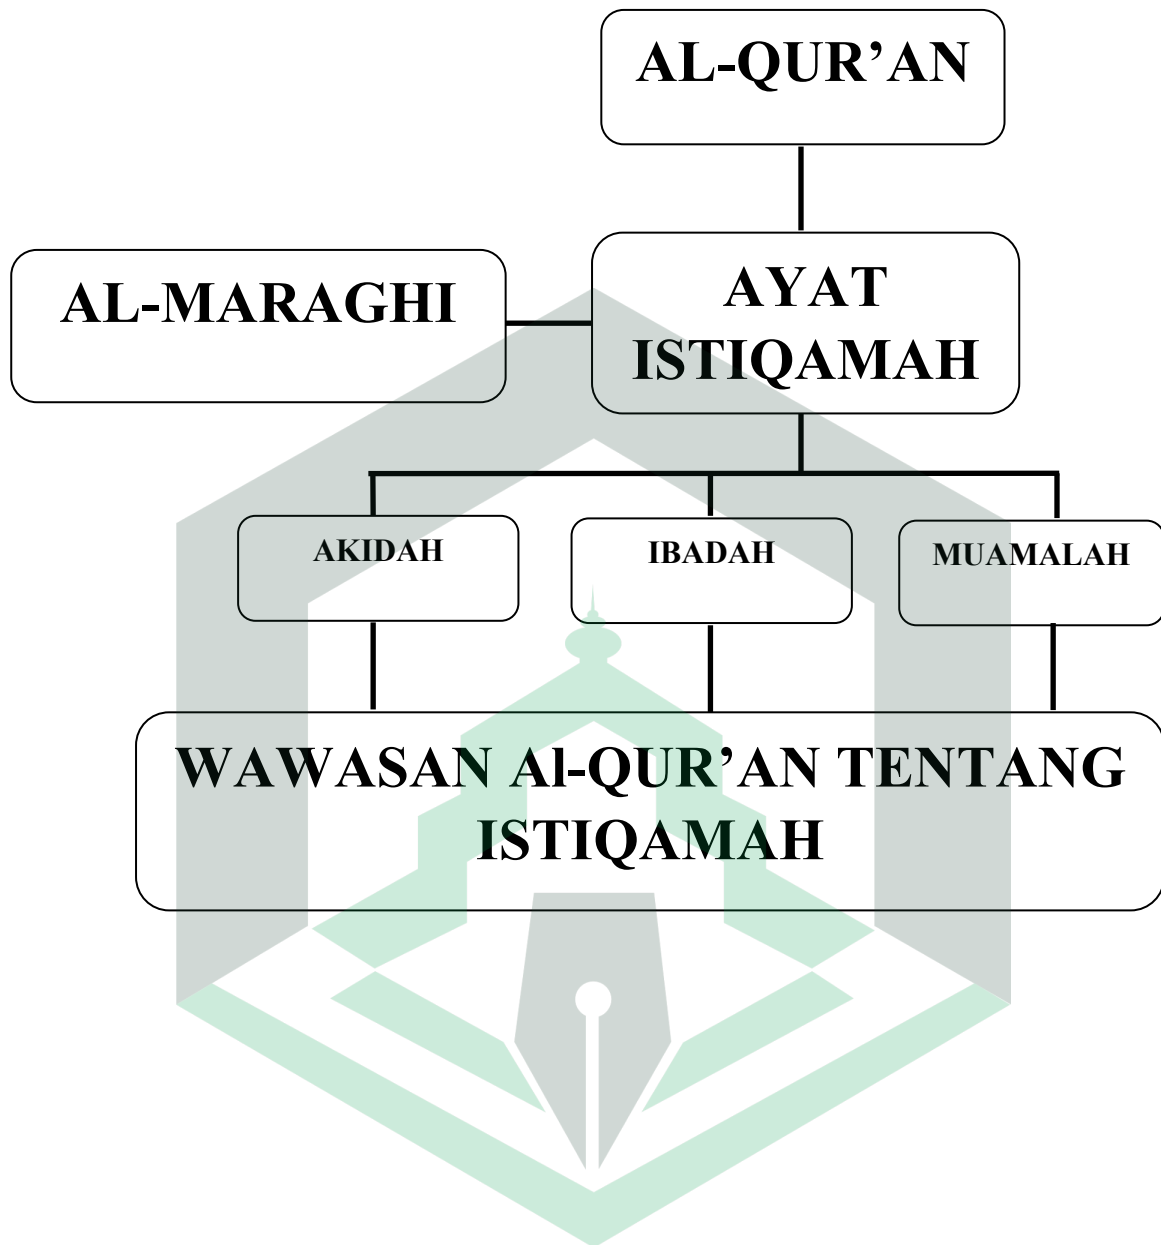 AL-QUR’AN
AL-MARAGHI
AYAT
ISTIQAMAH
AKIDAH
IBADAH
MUAMALAH
WAWASAN Al-QUR’AN TENTANG
ISTIQAMAH